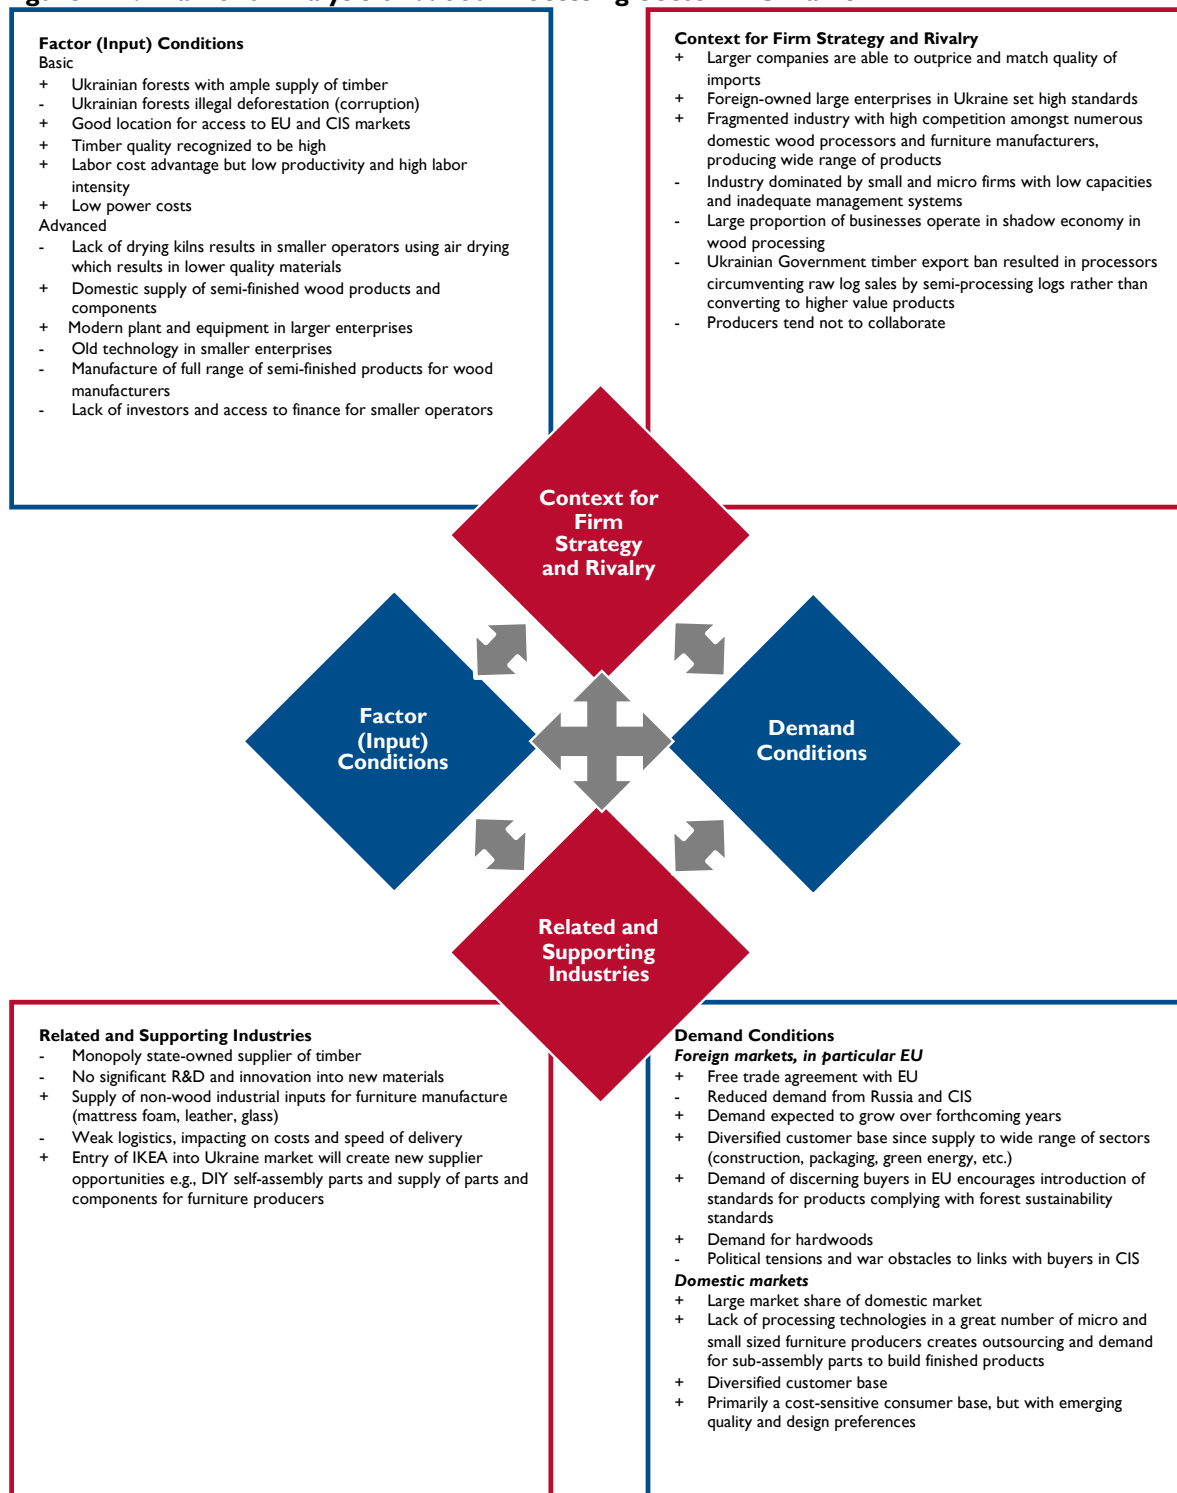 Factor (Input) Conditions
Basic
+ Ukrainian forests with ample supply of timber
- Ukrainian forests illegal deforestation (corruption)
+ Good location for access to EU and CIS markets
+ Timber quality recognized to be high
+ Labor cost advantage but low productivity and high labor
intensity
+ Low power costs
Advanced
- Lack of drying kilns results in smaller operators using air drying
which results in lower quality materials
+ Domestic supply of semi-finished wood products and
components
+ Modern plant and equipment in larger enterprises
- Old technology in smaller enterprises
- Manufacture of full range of semi-finished products for wood
manufacturers
- Lack of investors and access to finance for smaller operators
Context for Firm Strategy and Rivalry
+ Larger companies are able to outprice and match quality of
imports
+ Foreign-owned large enterprises in Ukraine set high standards
+ Fragmented industry with high competition amongst numerous
domestic wood processors and furniture manufacturers,
producing wide range of products
- Industry dominated by small and micro firms with low capacities
and inadequate management systems
- Large proportion of businesses operate in shadow economy in
wood processing
- Ukrainian Government timber export ban resulted in processors
circumventing raw log sales by semi-processing logs rather than
converting to higher value products
- Producers tend not to collaborate
Context for
Firm
Strategy
and Rivalry
Factor
(Input)
Conditions
Demand
Conditions
Related and
Supporting
Industries
Related and Supporting Industries
- Monopoly state-owned supplier of timber
- No significant R&D and innovation into new materials
+ Supply of non-wood industrial inputs for furniture manufacture
(mattress foam, leather, glass)
- Weak logistics, impacting on costs and speed of delivery
+ Entry of IKEA into Ukraine market will create new supplier
opportunities e.g., DIY self-assembly parts and supply of parts and
components for furniture producers
Demand Conditions
Foreign markets, in particular EU
+ Free trade agreement with EU
- Reduced demand from Russia and CIS
+ Demand expected to grow over forthcoming years
+ Diversified customer base since supply to wide range of sectors
(construction, packaging, green energy, etc.)
+ Demand of discerning buyers in EU encourages introduction of
standards for products complying with forest sustainability
standards
+ Demand for hardwoods
- Political tensions and war obstacles to links with buyers in CIS
Domestic markets
+ Large market share of domestic market
+ Lack of processing technologies in a great number of micro and
small sized furniture producers creates outsourcing and demand
for sub-assembly parts to build finished products
+ Diversified customer base
+ Primarily a cost-sensitive consumer base, but with emerging
quality and design preferences